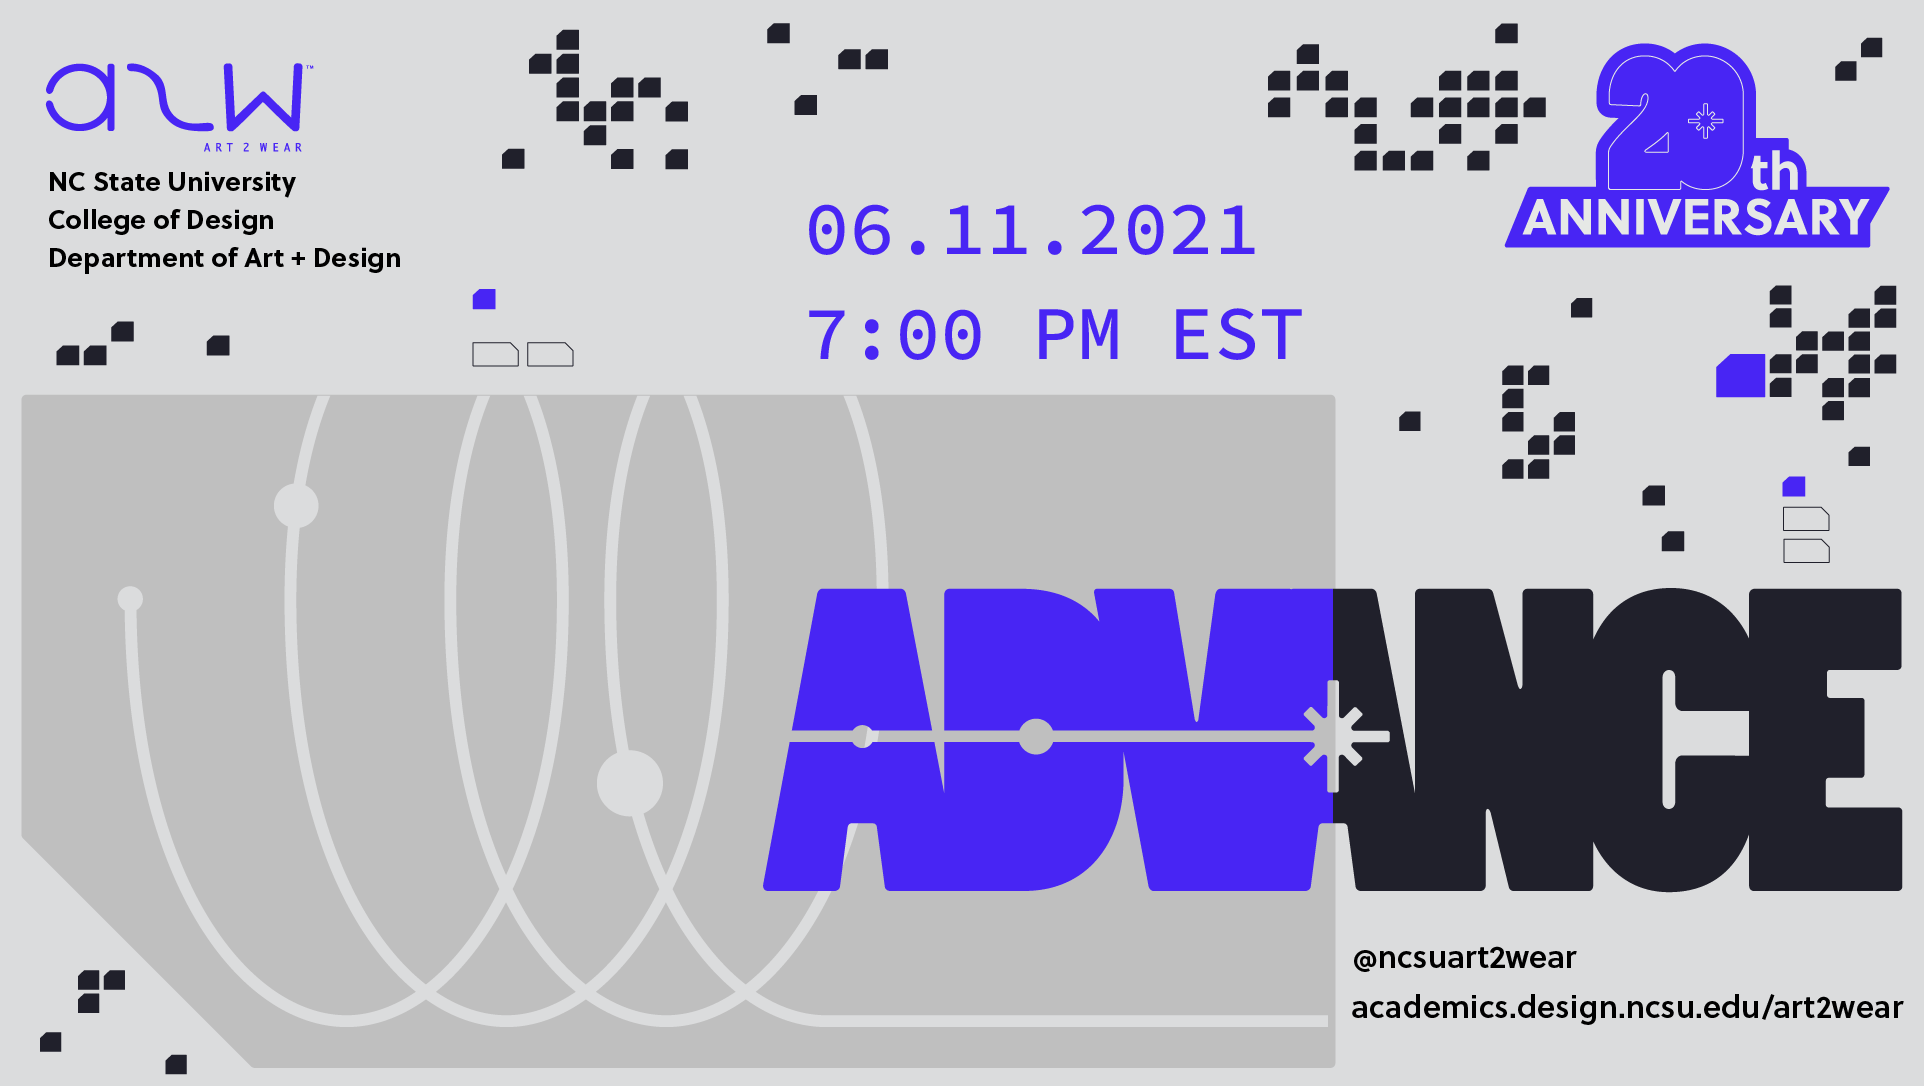 a2w™
ART 2 WEAR
NC State University
College of Design
Department of Art + Design
06.11.2021
7:00 PM EST
20th
ANNIVERSARY
ADVANCE
@ncsuart2wear
academics.design.ncsu.edu/art2wear